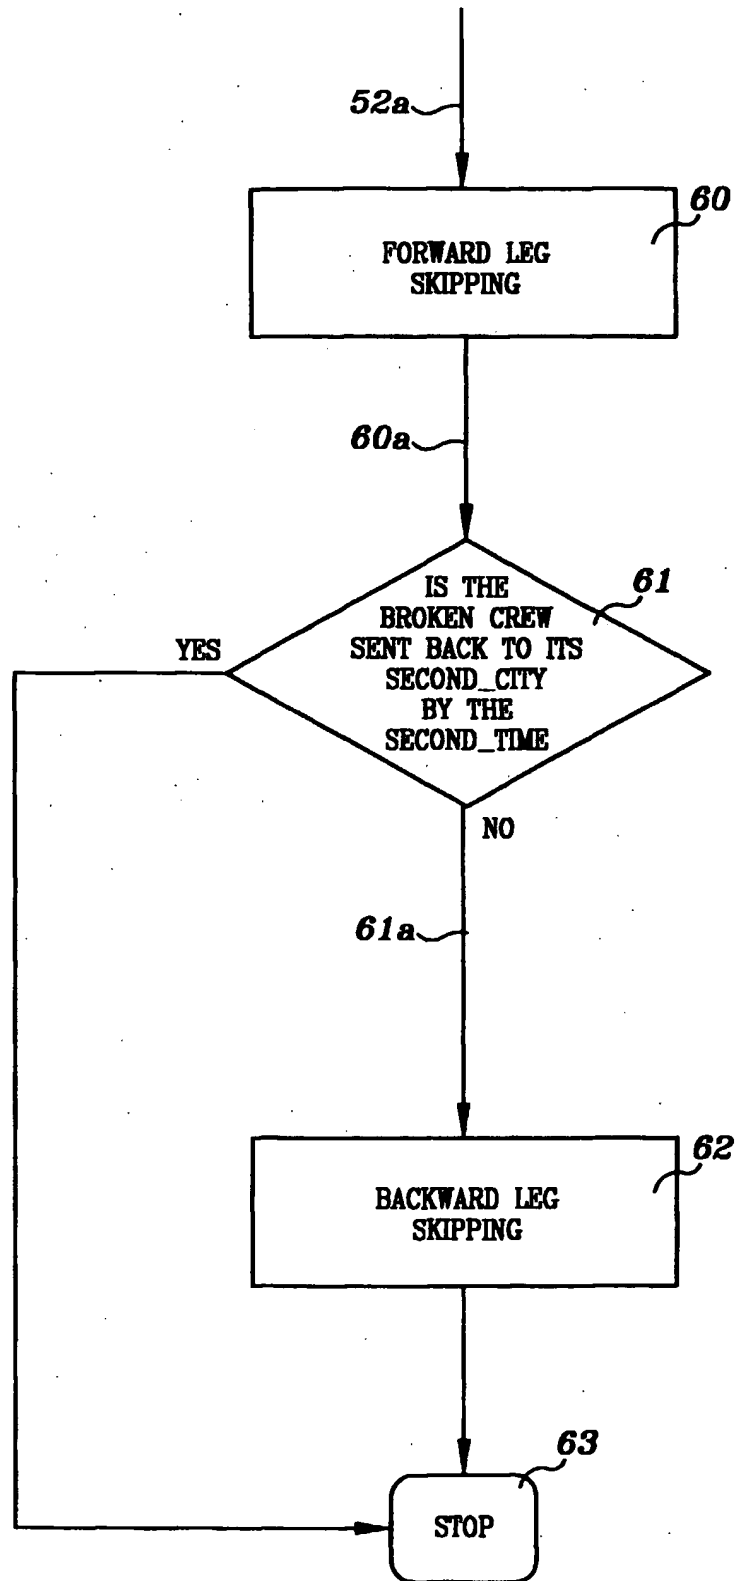 52a
60
FORWARD LEG
SKIPPING
60a
61
IS THE
BROKEN CREW
SENT BACK TO ITS
SECOND_CITY
BY THE
SECOND_TIME
YES
NO
61a
62
BACKWARD LEG
SKIPPING
63
STOP